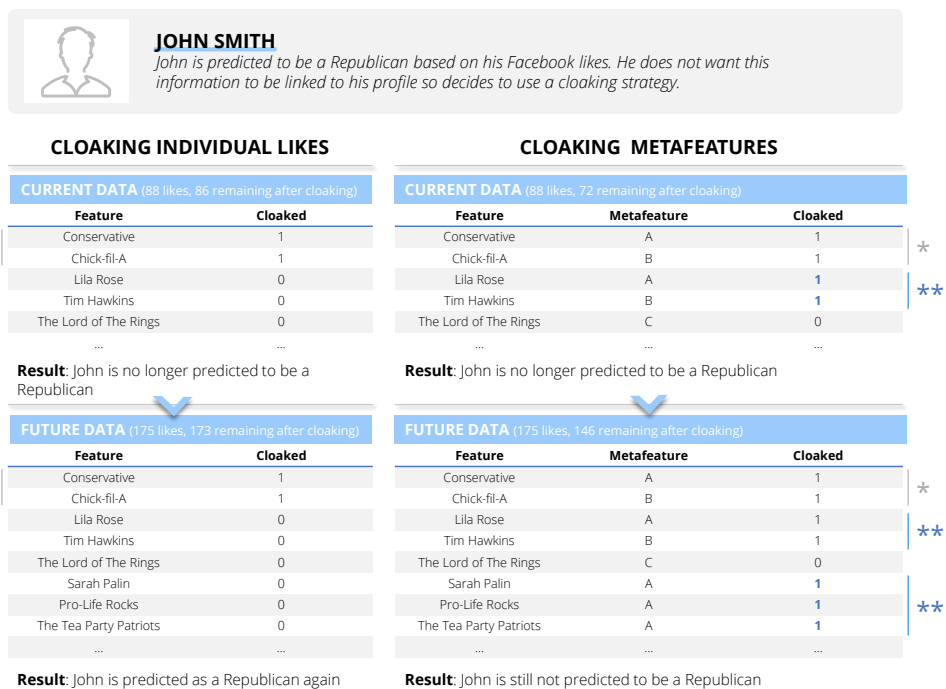 JOHN SMITH
John is predicted to be a Republican based on his Facebook likes. He does not want this
information to be linked to his profile so decides to use a cloaking strategy.
CLOAKING INDIVIDUAL LIKES
CURRENT DATA (88 likes, 86 remaining after cloaking)
Feature Cloaked
Conservative 1
Chick-fil-A 1
Lila Rose 0
Tim Hawkins 0
The Lord of The Rings 0
... ...
Result: John is no longer predicted to be a
Republican
FUTURE DATA (175 likes, 173 remaining after cloaking)
Feature Cloaked
Conservative 1
Chick-fil-A 1
Lila Rose 0
Tim Hawkins 0
The Lord of The Rings 0
Sarah Palin 0
Pro-Life Rocks 0
The Tea Party Patriots 0
... ...
Result: John is predicted as a Republican again
CLOAKING METAFEATURES
CURRENT DATA (88 likes, 72 remaining after cloaking)
Feature Metafeature Cloaked
Conservative A 1
*
Chick-fil-A B 1
Lila Rose A 1
**
Tim Hawkins B 1
The Lord of The Rings C 0
... ... ...
Result: John is no longer predicted to be a Republican
FUTURE DATA (175 likes, 146 remaining after cloaking)
Feature Metafeature Cloaked
Conservative A 1
*
Chick-fil-A B 1
Lila Rose A 1
**
Tim Hawkins B 1
The Lord of The Rings C 0
Sarah Palin A 1
Pro-Life Rocks A 1
**
The Tea Party Patriots A 1
... ... ...
Result: John is still not predicted to be a Republican